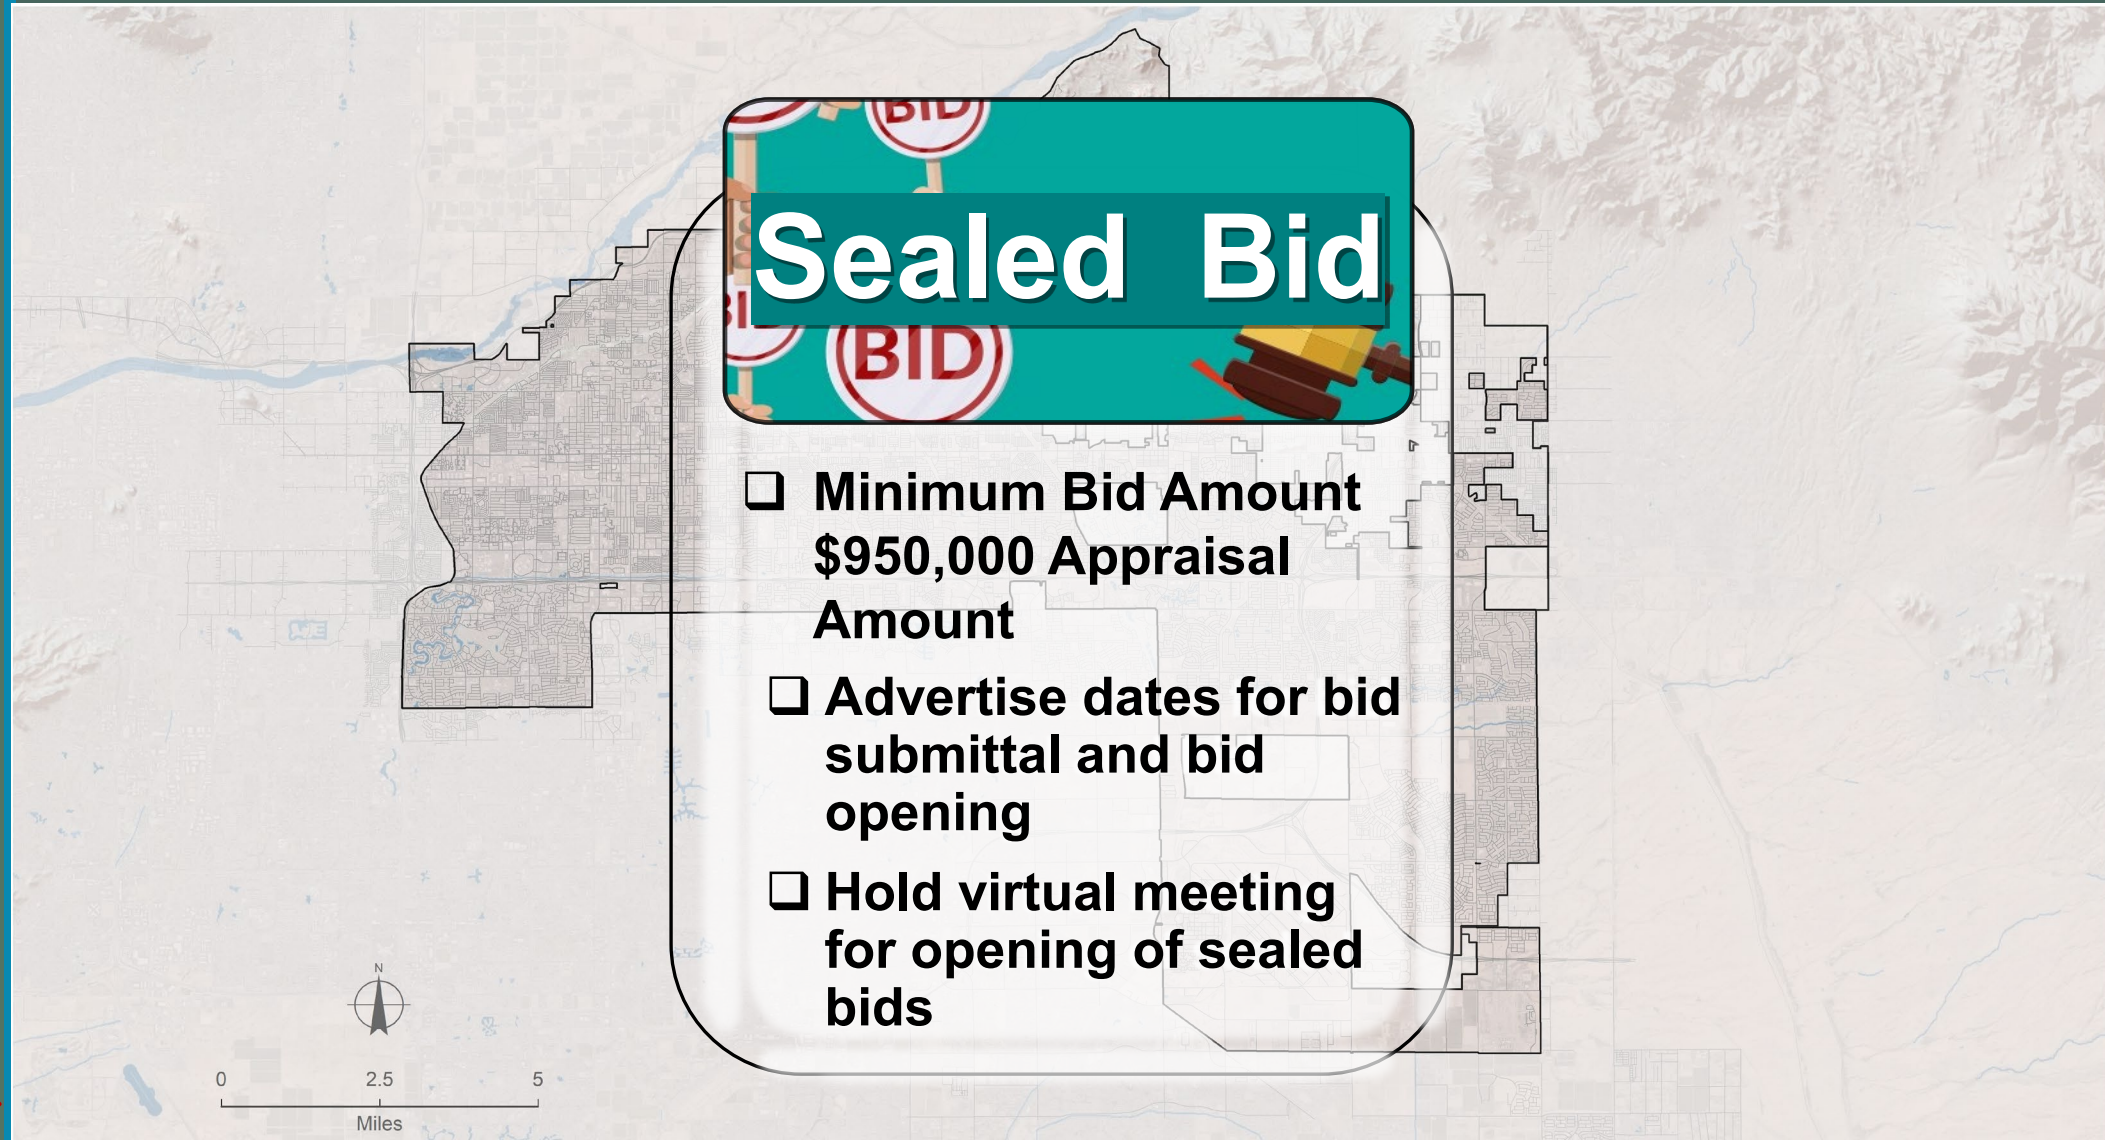 BID
Sealed Bid
BID
BID
❑ Minimum Bid Amount
$950,000 Appraisal
Amount
❑ Advertise dates for bid
submittal and bid
opening
❑ Hold virtual meeting
for opening of sealed
bids
N
0 2.5 5
Miles